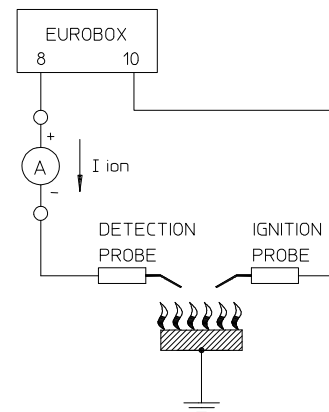 EUROBOX
8 10
+
A
I ion
−
DETECTION
PROBE
IGNITION
PROBE